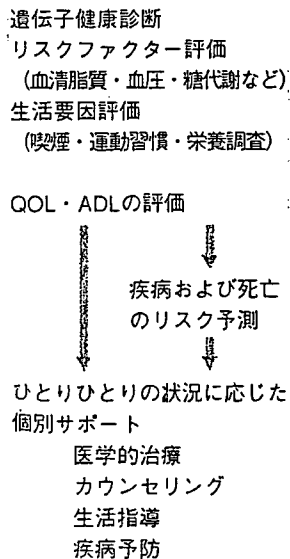 遺伝子健康診断
リスクファクター評価
(血清脂質・血圧・糖代謝など)
生活要因評価
(喫煙・運動習慣・栄養調査)
QOL・ADLの評価
疾病および死亡
のリスク予測
ひとりひとりの状況に応じた
個別サポート
医学的治療
カウンセリング
生活指導
疾病予防